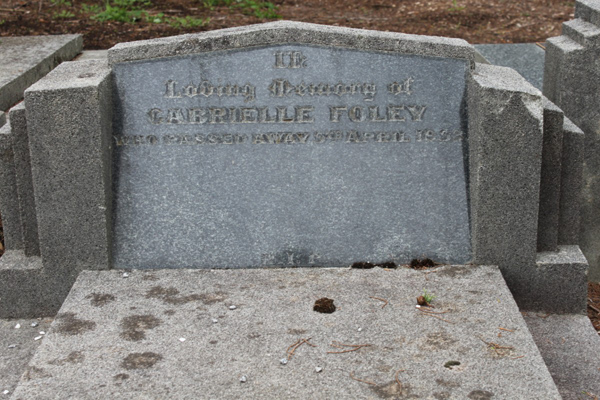 In
Loving Memory of
GABRIELLE FOLEY
WHO PASSED AWAY APRIL
R.I.P.